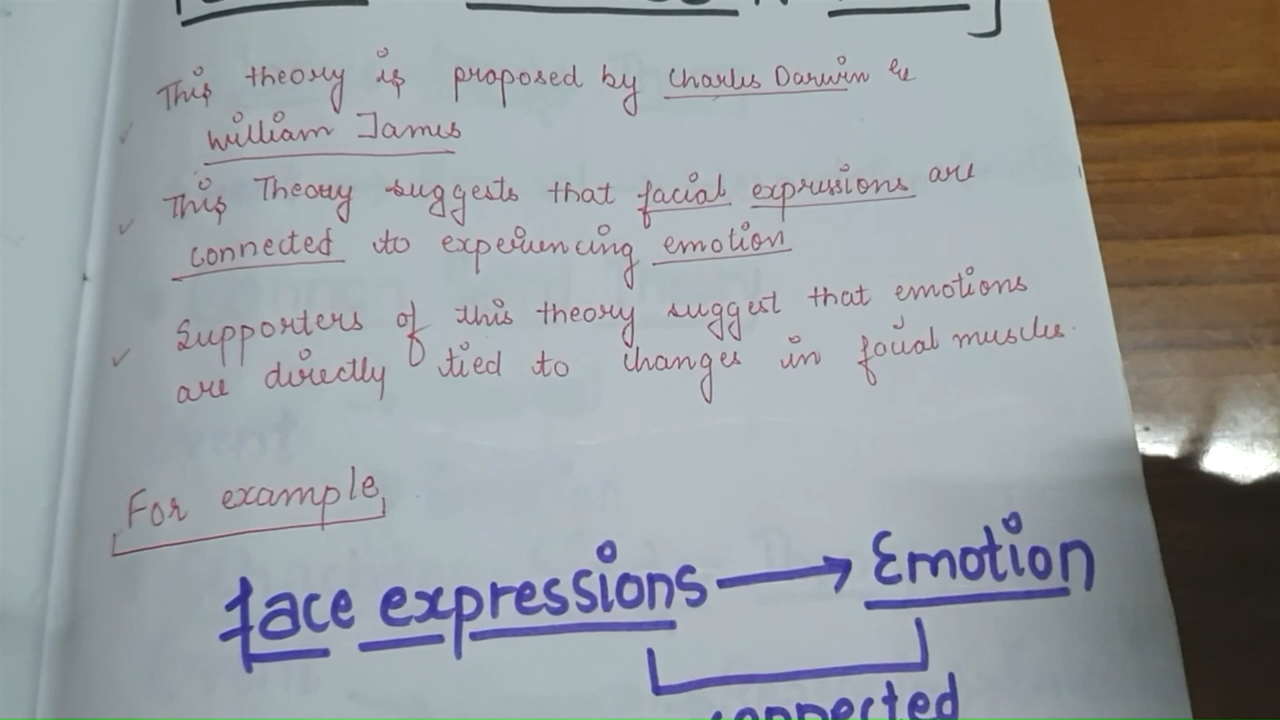 This theory is proposed by Charles Darwin &
William James
This Theory suggests that facial expressions are
connected to experiencing emotion
Supporters of this theory suggest that emotions
are directly tied to changes in facial muscles.
For example,
face expressions → Emotion
connected